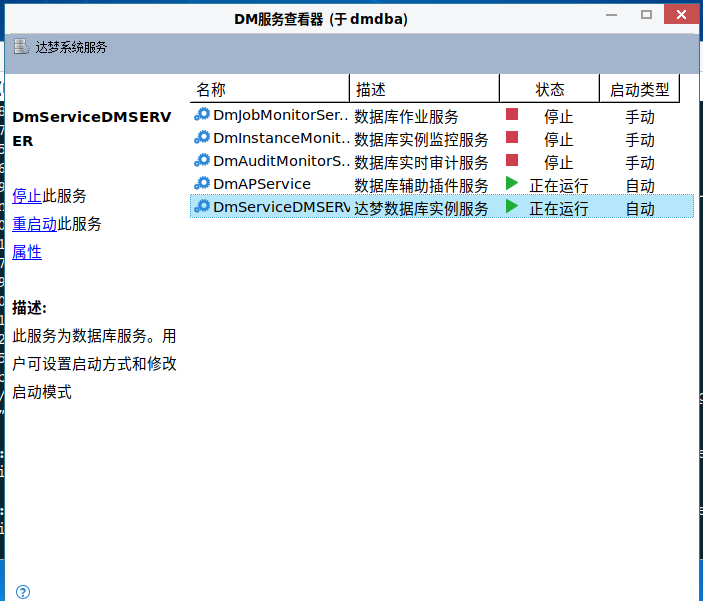 DM服务查看器 (于 dmdba)
达梦系统服务
DmServiceDMSERV
ER
停止此服务
重启动此服务
属性
描述:
此服务为数据库服务。用
户可设置启动方式和修改
启动模式
名称 描述 状态 启动类型
DmJobMonitorSer.. 数据库作业服务 停止 手动
DmInstanceMonit.. 数据库实例监控服务 停止 手动
DmAuditMonitorS.. 数据库实时审计服务 停止 手动
DmAPService 数据库辅助插件服务 正在运行 自动
DmServiceDMSERV 达梦数据库实例服务 正在运行 自动